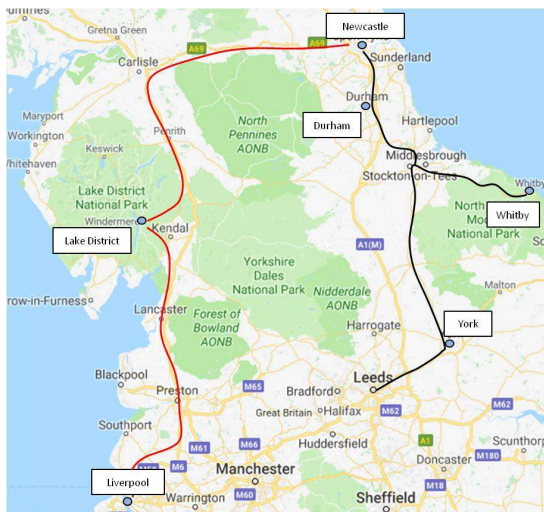 Newcastle
Gretna Green
A69
A69
Carlisle
Sunderland
Durham
Durham
Hartlepool
Maryport
Penrith
North
Pennines
AONB
Workington
Keswick
Middlesbrough
Stockton-on-Tees
Whitehaven
Whitby
Whitby
Lake District
National Park
Windermere
Kendal
Lake District
North
National Park
A1(M)
Yorkshire
Dales
National Park
Nidderdale
AONB
Malton
row-in-Furness
Lancaster
Forest of
Bowland
AONB
Harrogate
York
Blackpool
Preston
M65
Bradford
Leeds
M62
M62
Great Britain
Halifax
Southport
M61
M66
Huddersfield
A1
Scunthorp
M6
Doncaster
M180
Liverpool
Manchester
M18
Warrington
M60
Sheffield